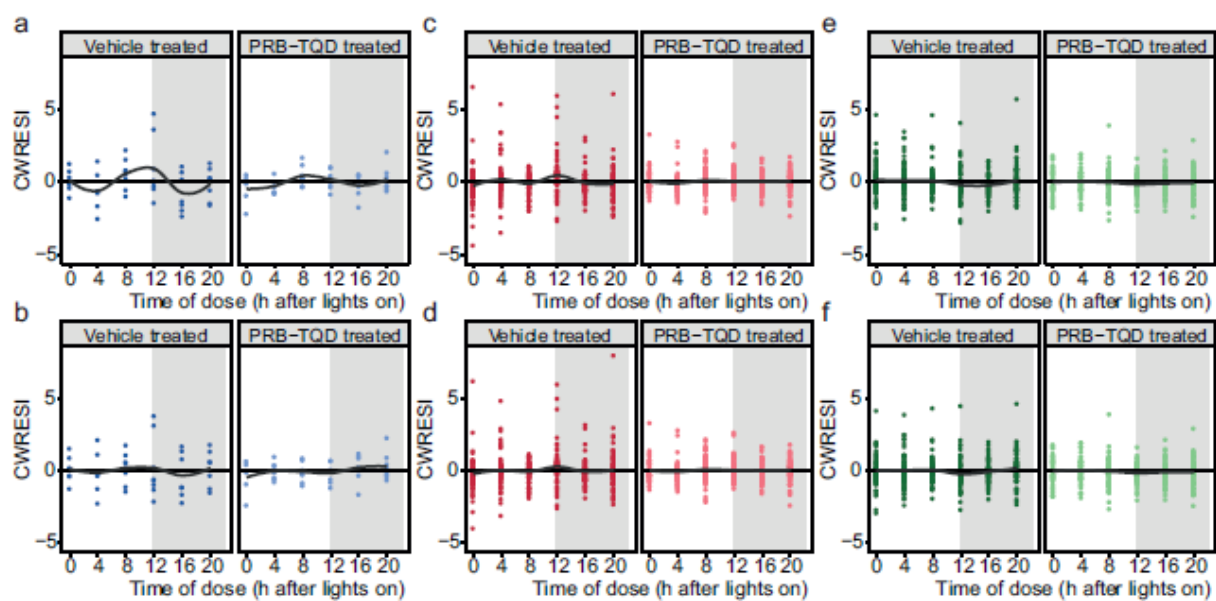 a c e
Vehicle treated PRB−TQD treated Vehicle treated PRB−TQD treated Vehicle treated PRB−TQD treated
CWRESI CWRESI CWRESI
5 5 5
0 0 0
−5 −5 −5
0 4 8 12 16 20 0 4 8 12 16 20 0 4 8 12 16 20 0 4 8 12 16 20 0 4 8 12 16 20 0 4 8 12 16 20
Time of dose (h after lights on) Time of dose (h after lights on) Time of dose (h after lights on)
b d f
Vehicle treated PRB−TQD treated Vehicle treated PRB−TQD treated Vehicle treated PRB−TQD treated
CWRESI CWRESI CWRESI
5 5 5
0 0 0
−5 −5 −5
0 4 8 12 16 20 0 4 8 12 16 20 0 4 8 12 16 20 0 4 8 12 16 20 0 4 8 12 16 20 0 4 8 12 16 20
Time of dose (h after lights on) Time of dose (h after lights on) Time of dose (h after lights on)